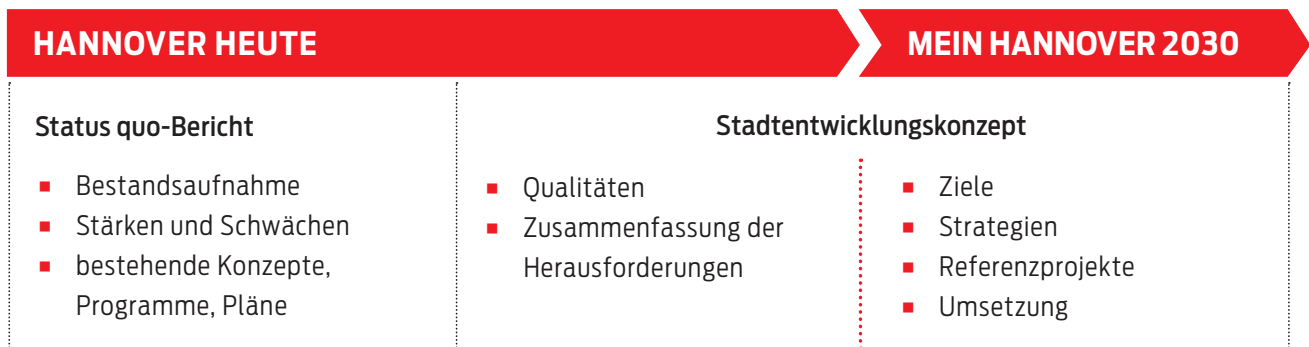 HANNOVER HEUTE
MEIN HANNOVER 2030
Status quo-Bericht
Bestandsaufnahme
Stärken und Schwächen
bestehende Konzepte,
Programme, Pläne
Stadtentwicklungskonzept
Qualitäten
Zusammenfassung der
Herausforderungen
Ziele
Strategien
Referenzprojekte
Umsetzung